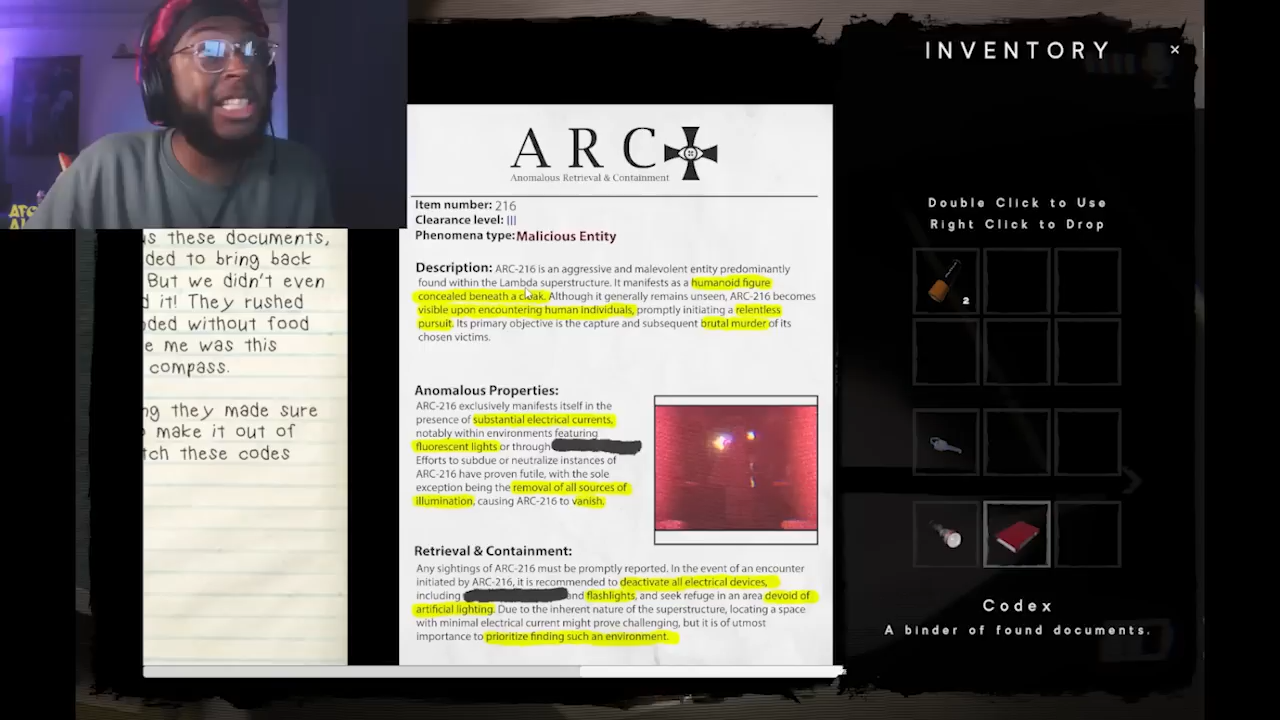 INVENTORY
×
ARC
Anomalous Retrieval & Containment
Item number: 216
Clearance level: III
Phenomena type: Malicious Entity
Description: ARC-216 is an aggressive and malevolent entity predominantly
found within the Lambda superstructure. It manifests as a humanoid figure
concealed beneath a cloak. Although it generally remains unseen, ARC-216 becomes
visible upon encountering human individuals, promptly initiating a relentless
pursuit. Its primary objective is the capture and subsequent brutal murder of its
chosen victims.
Anomalous Properties:
ARC-216 exclusively manifests itself in the
presence of substantial electrical currents,
notably within environments featuring
fluorescent lights or through
Efforts to subdue or neutralize instances of
ARC-216 have proven futile, with the sole
exception being the removal of all sources of
illumination, causing ARC-216 to vanish.
Retrieval & Containment:
Any sightings of ARC-216 must be promptly reported. In the event of an encounter
initiated by ARC-216, it is recommended to deactivate all electrical devices,
including and flashlights, and seek refuge in an area devoid of
artificial lighting. Due to the inherent nature of the superstructure, locating a space
with minimal electrical current might prove challenging, but it is of utmost
importance to prioritize finding such an environment.
these documents,
to bring back
But we didn't even
it! They rushed
without food
me was this
compass.
they made sure
make it out of
these codes
Double Click to Use
Right Click to Drop
2
Codex
A binder of found documents.